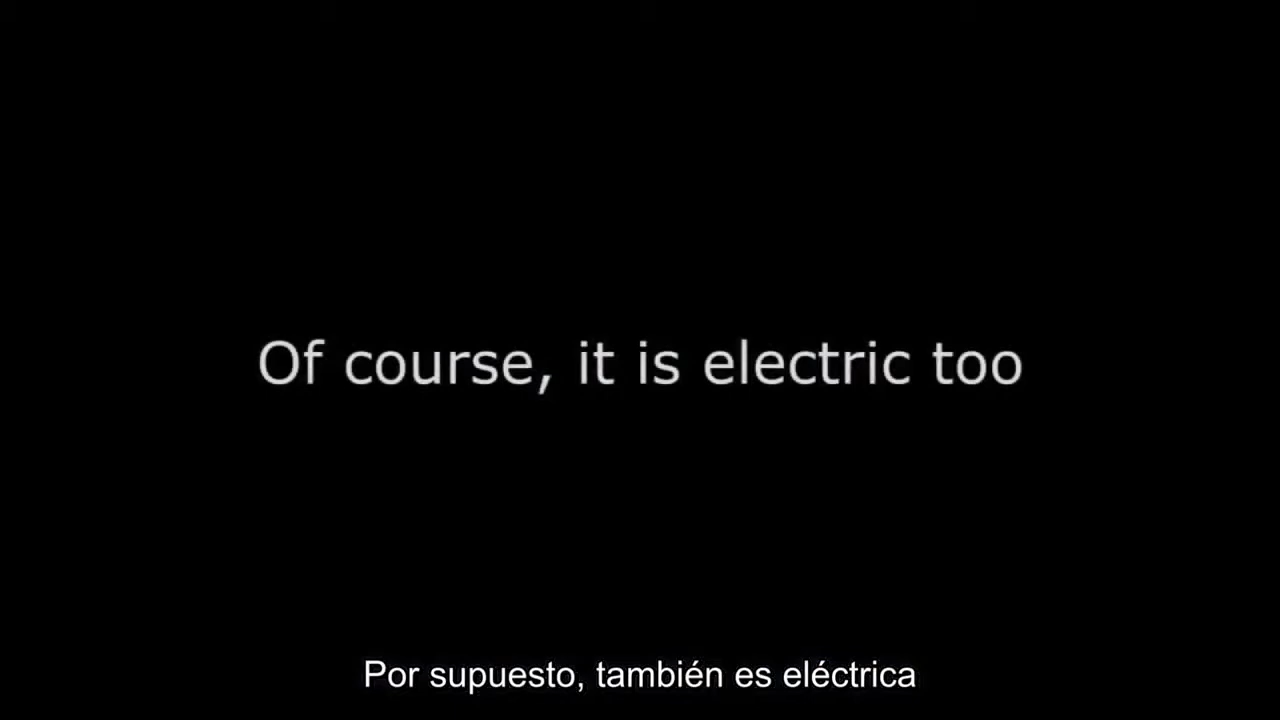 Of course, it is electric too
Por supuesto, también es eléctrica